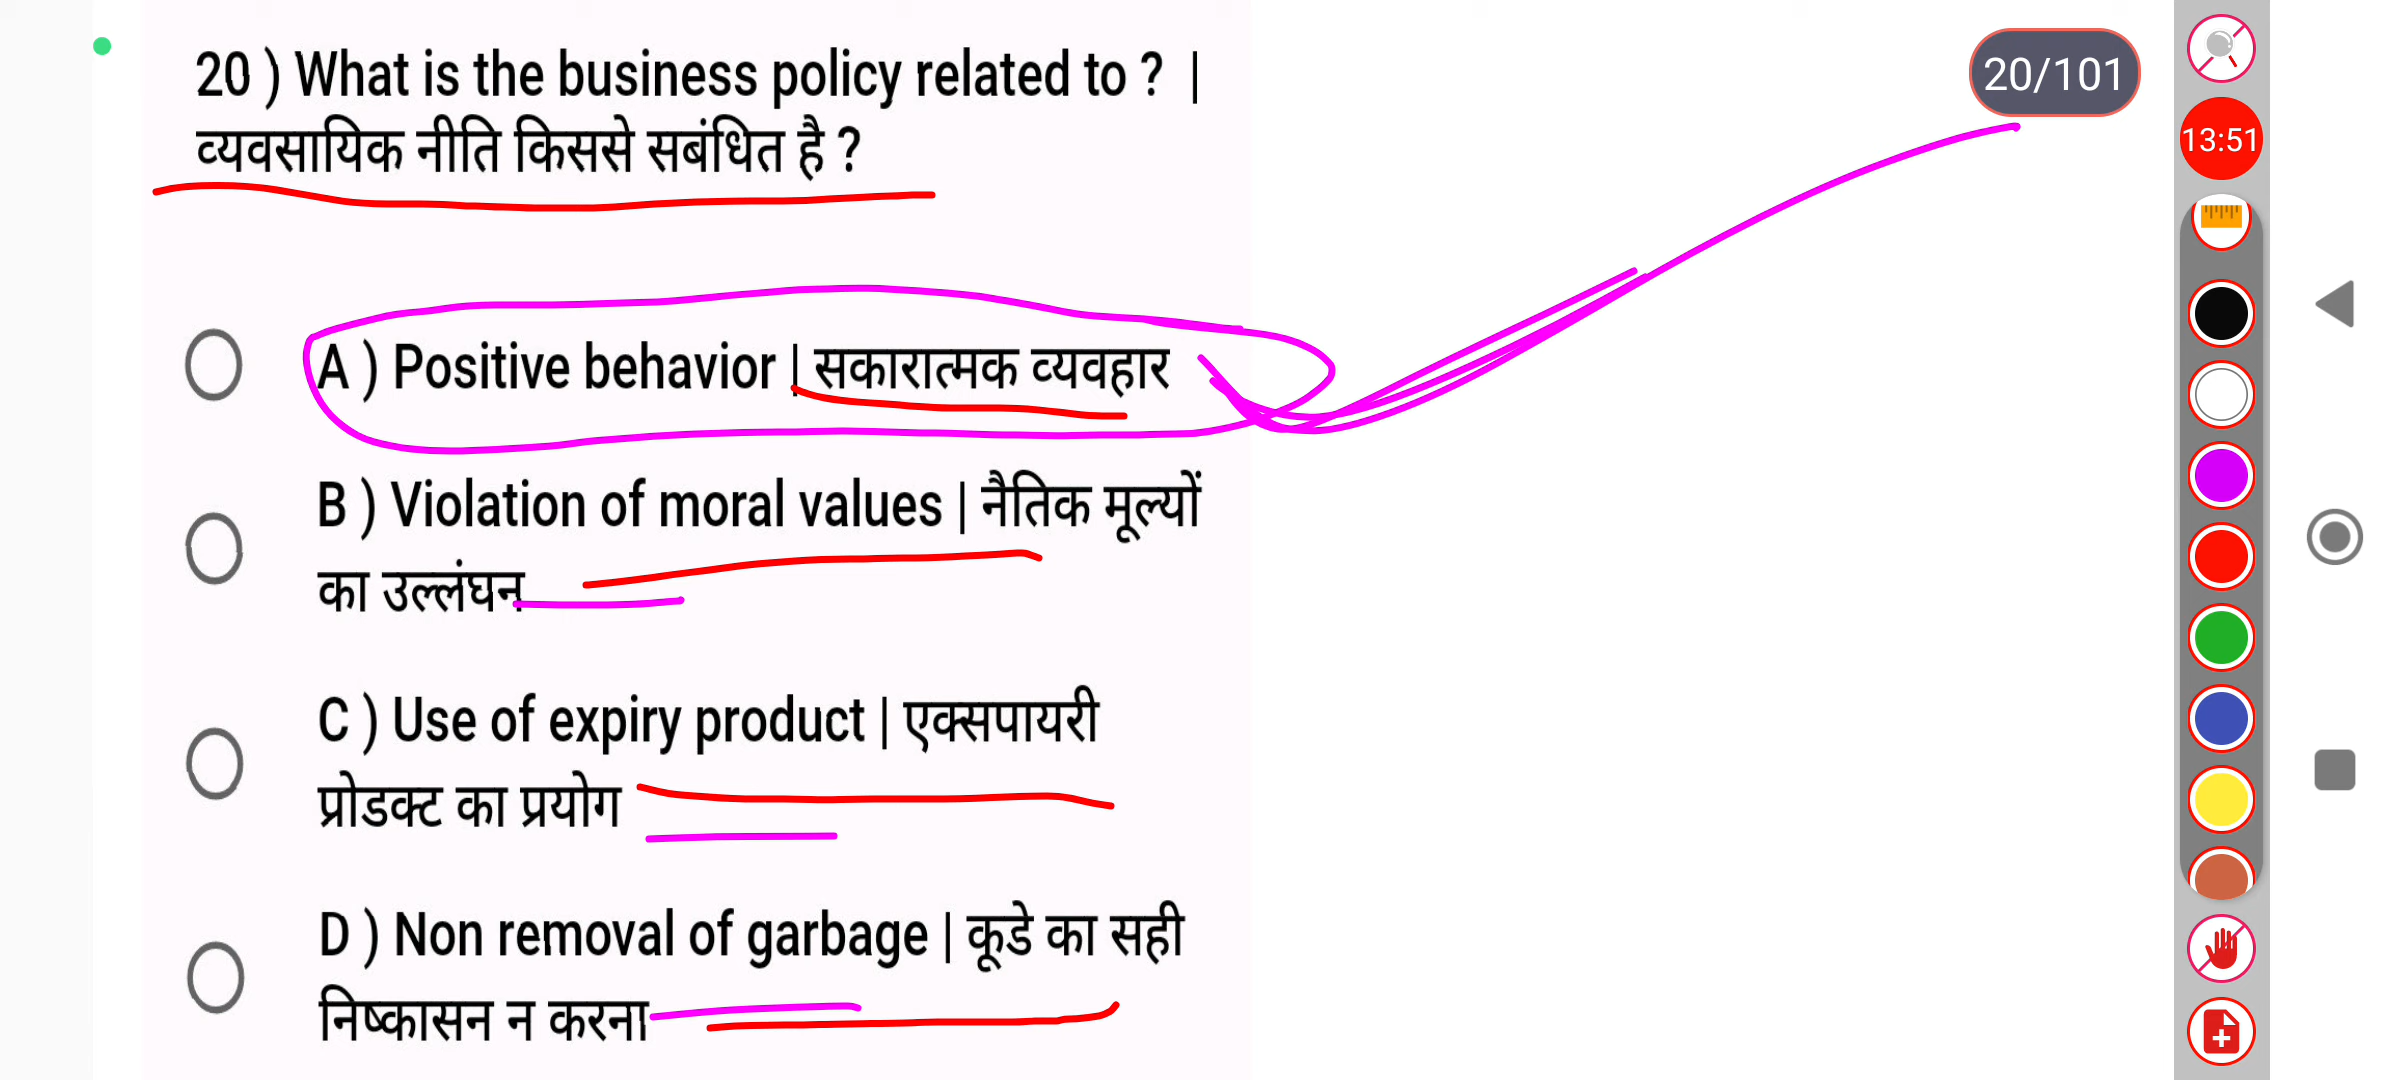 20 ) What is the business policy related to ? |
व्यवसायिक नीति किससे सबंधित है ?
20/101
13:51
A ) Positive behavior | सकारात्मक व्यवहार
B ) Violation of moral values | नैतिक मूल्यों
का उल्लंघन
C ) Use of expiry product | एक्सपायरी
प्रोडक्ट का प्रयोग
D ) Non removal of garbage | कूडे का सही
निष्कासन न करना